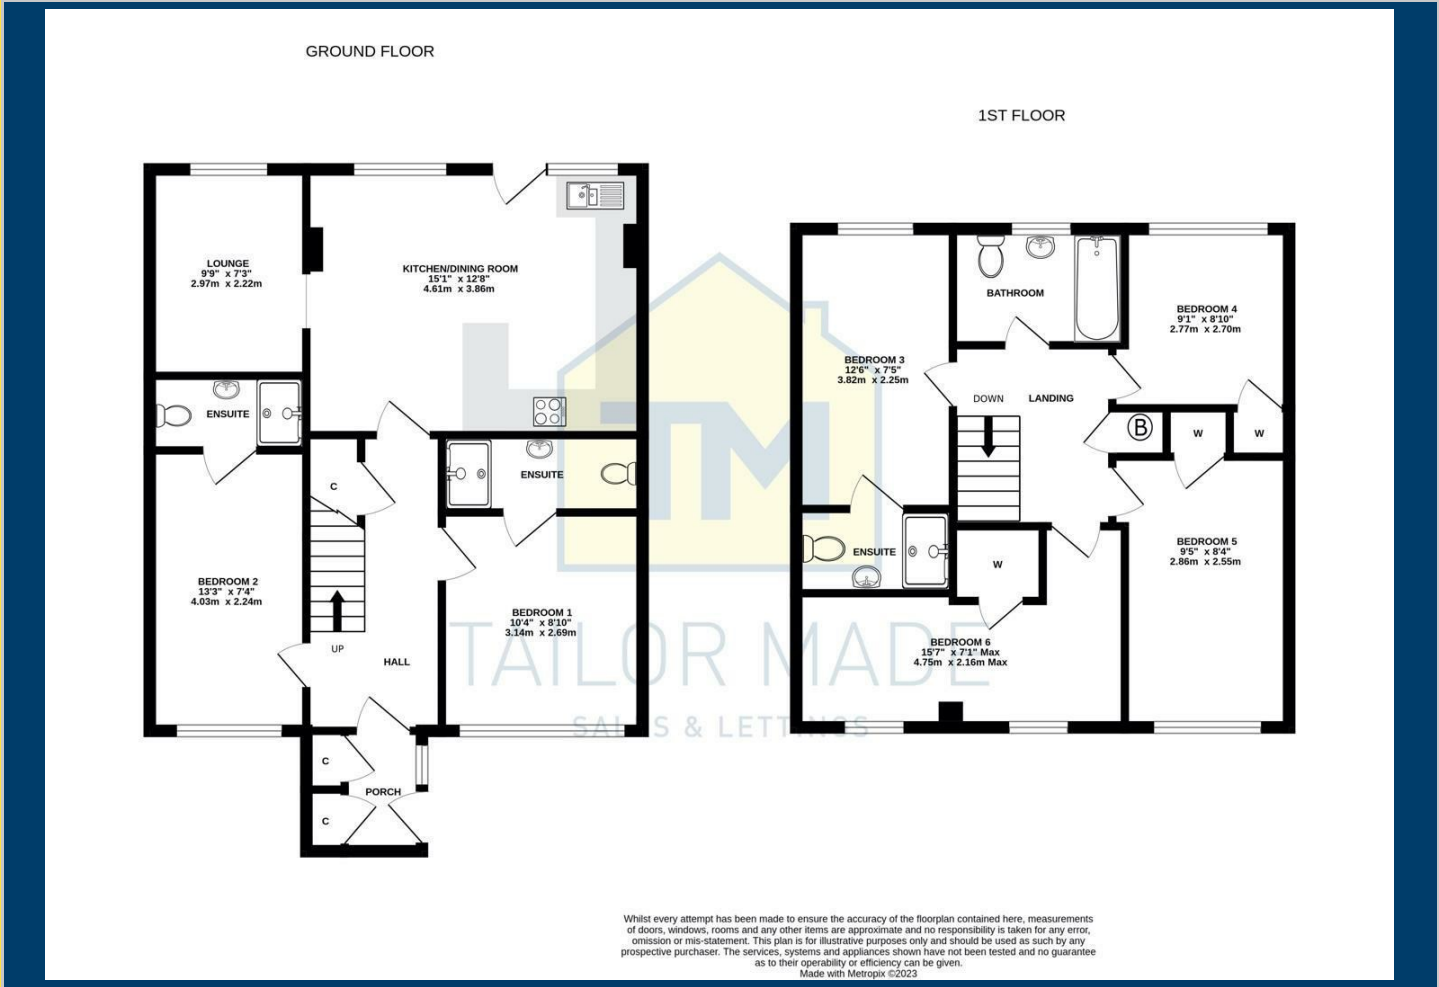 GROUND FLOOR
1ST FLOOR
LOUNGE
9'9" x 7'3"
2.97m x 2.22m
KITCHEN/DINING ROOM
15'1" x 12'8"
4.61m x 3.86m
ENSUITE
C
ENSUITE
BEDROOM 2
13'3" x 7'4"
4.03m x 2.24m
UP
HALL
BEDROOM 1
10'4" x 8'10"
3.14m x 2.69m
C
PORCH
C
BATHROOM
BEDROOM 4
9'1" x 8'10"
2.77m x 2.70m
BEDROOM 3
12'6" x 7'5"
3.82m x 2.25m
DOWN
LANDING
B
W
W
ENSUITE
W
BEDROOM 5
9'5" x 8'4"
2.86m x 2.55m
BEDROOM 6
15'7" x 7'1" Max
4.75m x 2.16m Max
TM
TAILOR MADE
SALES & LETTINGS
Whilst every attempt has been made to ensure the accuracy of the floorplan contained here, measurements
of doors, windows, rooms and any other items are approximate and no responsibility is taken for any error,
omission or mis-statement. This plan is for illustrative purposes only and should be used as such by any
prospective purchaser. The services, systems and appliances shown have not been tested and no guarantee
as to their operability or efficiency can be given.
Made with Metropix ©2023